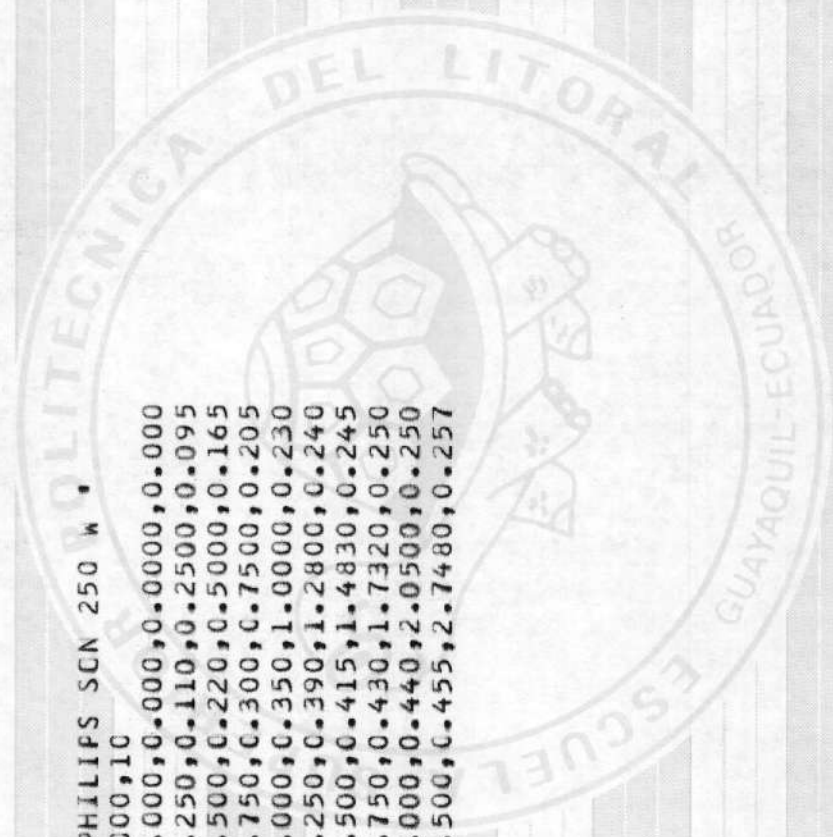 PHILIPS SCN 250 W '
000,10
.000,0.000,0.0000,0.000
.250,0.110,0.2500,0.095
.500,0.220,0.5000,0.165
.750,0.300,0.7500,0.205
.000,0.350,1.0000,0.230
.250,0.390,1.2800,0.240
.500,0.415,1.4830,0.245
.750,0.430,1.7320,0.250
.000,0.440,2.0500,0.250
.500,0.455,2.7480,0.257
ESCUELA
POLITECNICA DEL LITORAL
GUAYAQUIL-ECUADOR